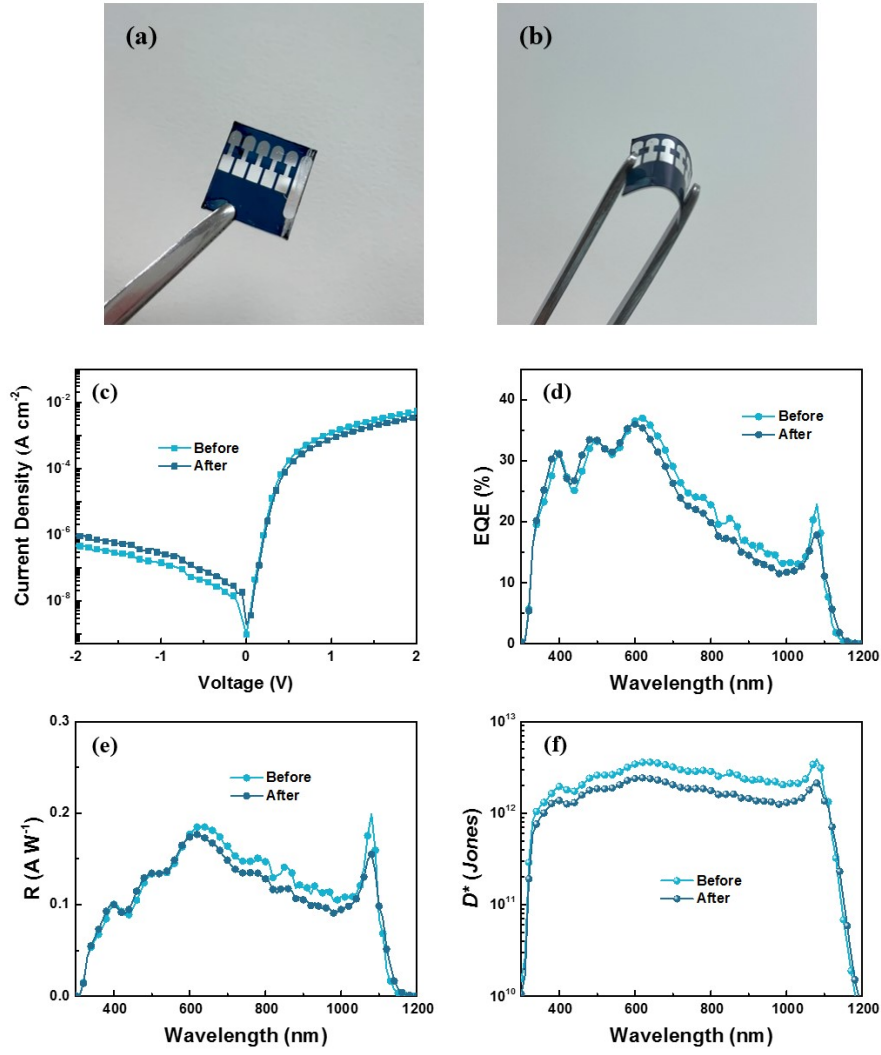 (a)
(b)
(c)
Before
After
Current Density (A cm⁻²)
10⁻²
10⁻⁴
10⁻⁶
10⁻⁸
-2
-1
0
1
2
Voltage (V)
(d)
Before
After
EQE (%)
40
30
20
10
0
400
600
800
1000
1200
Wavelength (nm)
(e)
Before
After
R (A W⁻¹)
0.3
0.2
0.1
0.0
400
600
800
1000
1200
Wavelength (nm)
(f)
Before
After
D* (Jones)
10¹³
10¹²
10¹¹
10¹⁰
400
600
800
1000
1200
Wavelength (nm)